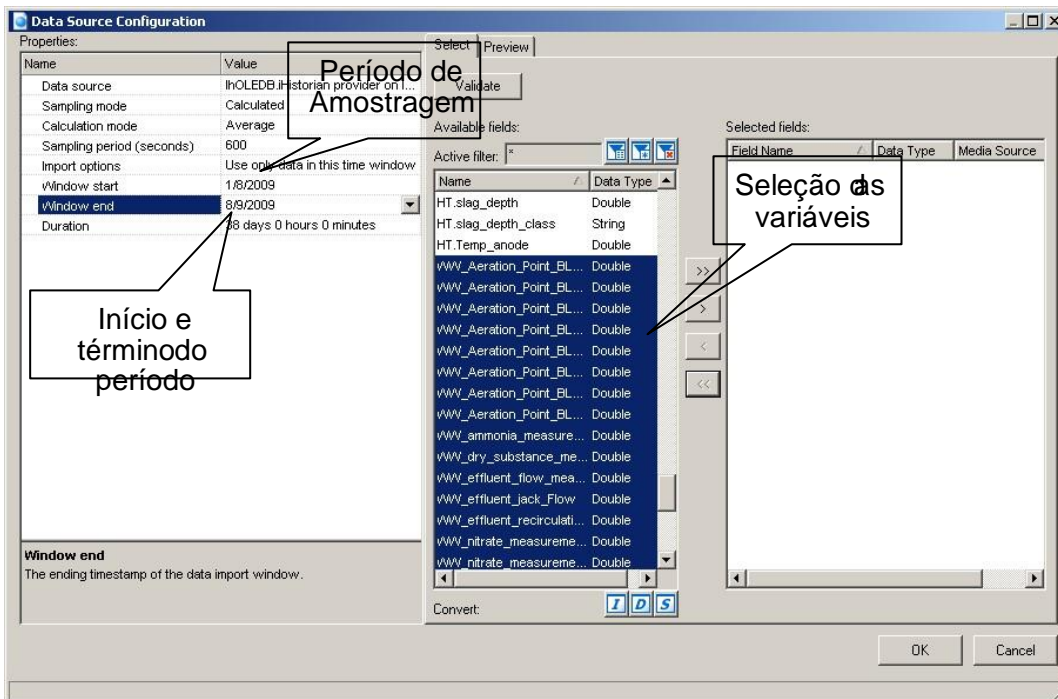 Data Source Configuration
Properties:
Name Value
Data source IhOLEDB.iHistorian provider on l...
Sampling mode Calculated
Calculation mode Average
Sampling period (seconds) 600
Import options Use only data in this time window
Window start 1/8/2009
Window end 8/9/2009
Duration 38 days 0 hours 0 minutes
Período de
Amostragem
Início e
términodo
período
Window end
The ending timestamp of the data import window.
Select Preview
Validate
Available fields:
Active filter: *
Name Data Type
HT.slag_depth Double
HT.slag_depth_class String
HT.Temp_anode Double
WW_Aeration_Point_BL... Double
WW_Aeration_Point_BL... Double
WW_Aeration_Point_BL... Double
WW_Aeration_Point_BL... Double
WW_Aeration_Point_BL... Double
WW_Aeration_Point_BL... Double
WW_Aeration_Point_BL... Double
WW_Aeration_Point_BL... Double
WW_ammonia_measure... Double
WW_dry_substance_me... Double
WW_effluent_flow_mea... Double
WW_effluent_jack_Flow Double
WW_effluent_recirculati... Double
WW_nitrate_measureme... Double
WW_nitrate_measureme... Double
Convert: I D S
>>
>
<
<<
Selected fields:
Field Name Data Type Media Source
Seleção das
variáveis
OK Cancel